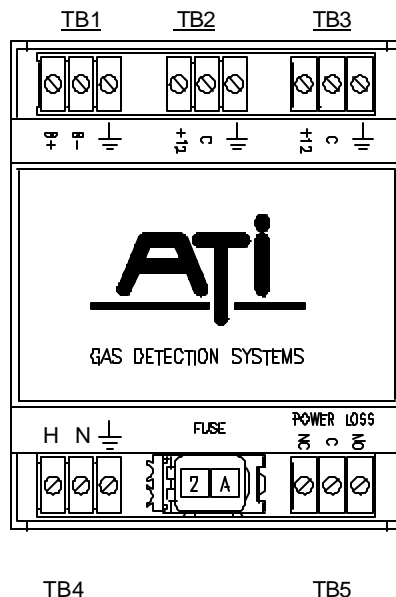 TB1 TB2 TB3
B+ B- +12 C +12 C
ATi
GAS DETECTION SYSTEMS
H N FUSE POWER LOSS
NC C NO
2 A
TB4 TB5